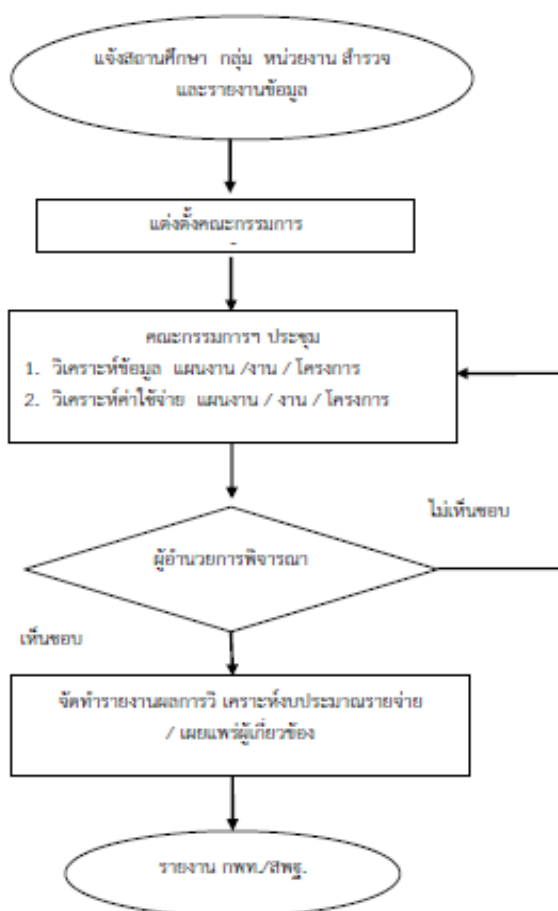 แจ้งสถานศึกษา กลุ่ม หน่วยงาน สำรวจ
และรายงานข้อมูล
แต่งตั้งคณะกรรมการ
-
คณะกรรมการฯ ประชุม
1. วิเคราะห์ข้อมูล แผนงาน /งาน / โครงการ
2. วิเคราะห์ค่าใช้จ่าย แผนงาน / งาน / โครงการ
ไม่เห็นชอบ
ผู้อำนวยการพิจารณา
เห็นชอบ
จัดทำรายงานผลการวิ เคราะห์งบประมาณรายจ่าย
/ เผยแพร่ผู้เกี่ยวข้อง
รายงาน กพท./สพฐ.